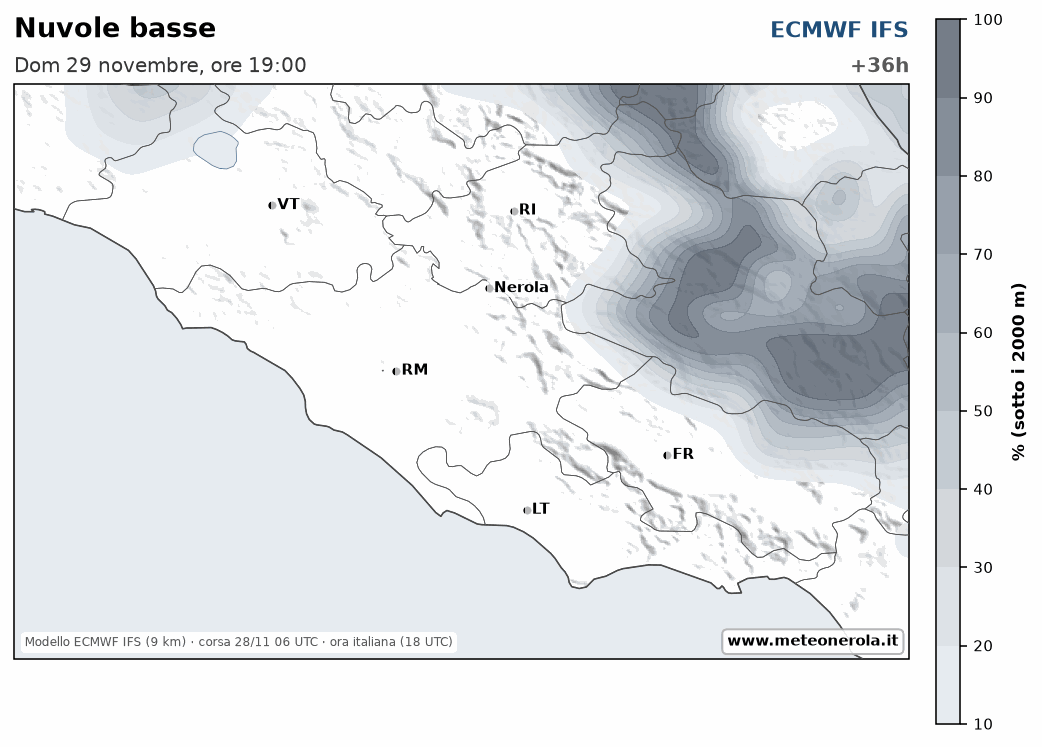 Nuvole basse
ECMWF IFS
Dom 29 novembre, ore 19:00
+36h
VT
RI
Nerola
RM
FR
LT
Modello ECMWF IFS (9 km) · corsa 28/11 06 UTC · ora italiana (18 UTC)
www.meteonerola.it
100
90
80
70
60
50
40
30
20
10
% (sotto i 2000 m)